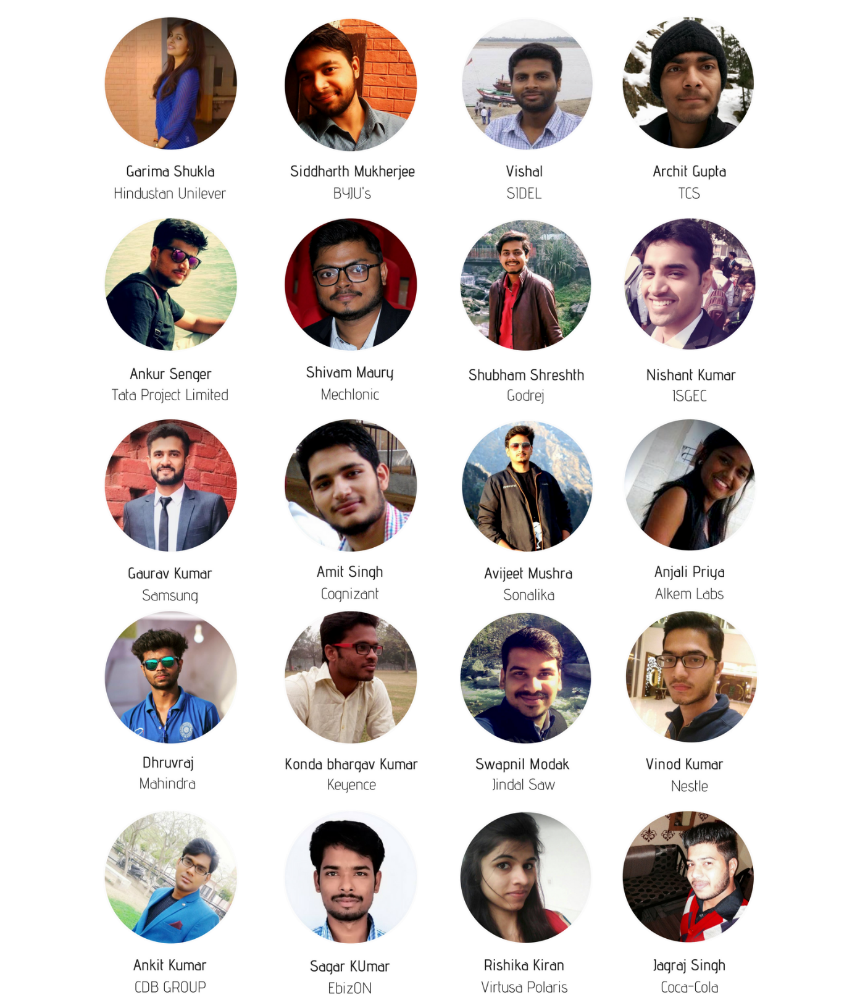 Garima Shukla
Hindustan Unilever
Siddharth Mukherjee
BYJU's
Vishal
SIDEL
Archit Gupta
TCS
Ankur Senger
Tata Project Limited
Shivam Maury
Mechlonic
Shubham Shreshth
Godrej
Nishant Kumar
ISGEC
Gaurav Kumar
Samsung
Amit Singh
Cognizant
Avijeet Mushra
Sonalika
Anjali Priya
Alkem Labs
Dhruvraj
Mahindra
Konda bhargav Kumar
Keyence
Swapnil Modak
Jindal Saw
Vinod Kumar
Nestle
Ankit Kumar
CDB GROUP
Sagar KUmar
EbizON
Rishika Kiran
Virtusa Polaris
Jagraj Singh
Coca-Cola